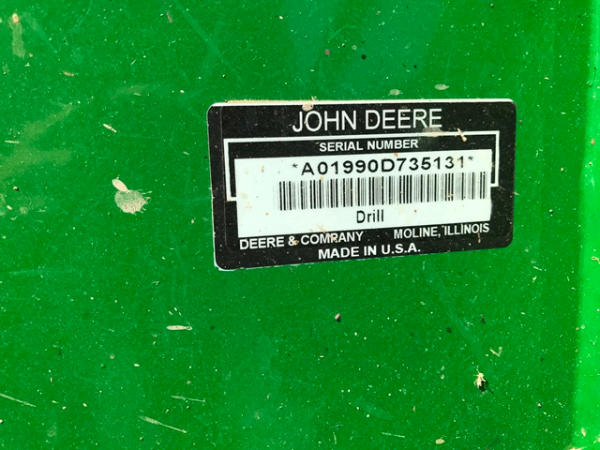 JOHN DEERE
SERIAL NUMBER
*A01990D735131*
Drill
DEERE & COMPANY MOLINE, ILLINOIS
MADE IN U.S.A.